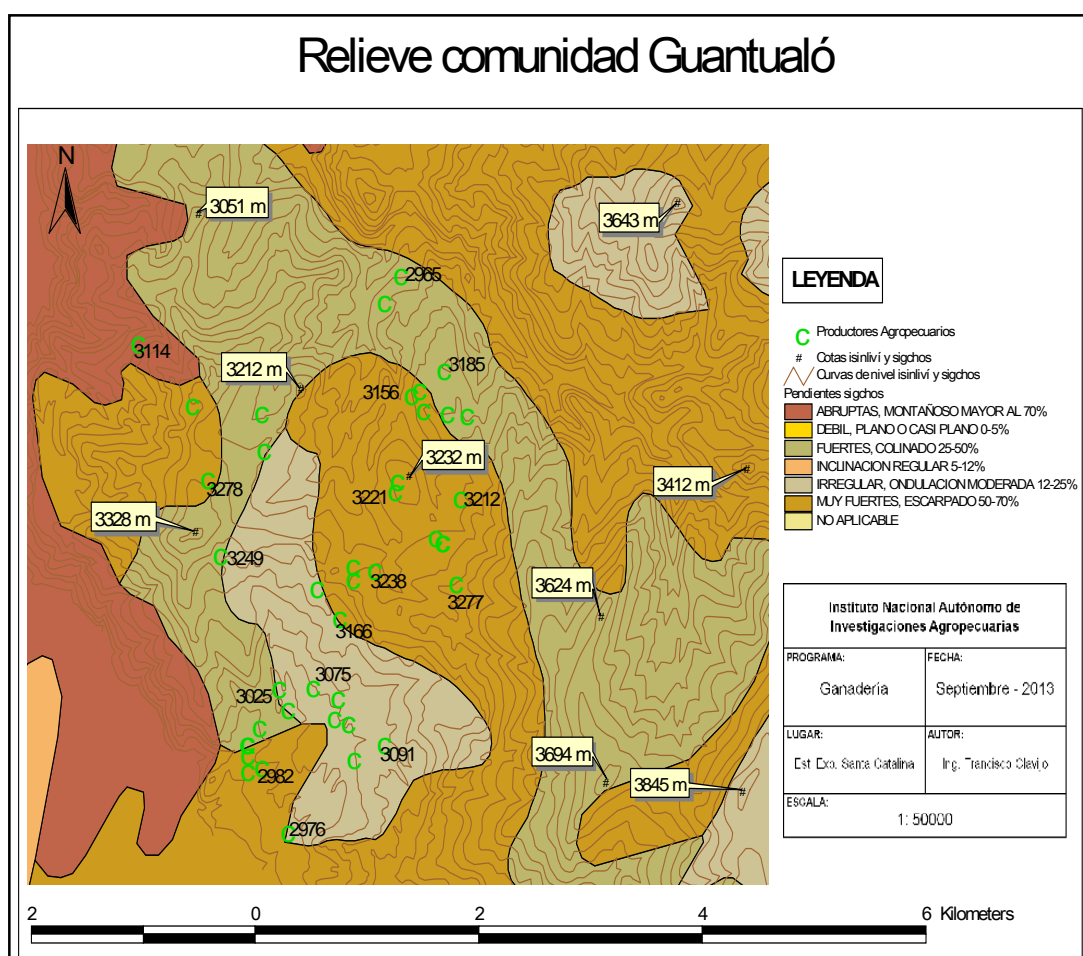 Relieve comunidad Guantualó
N
3051 m
3643 m
2965
3114
3212 m
3185
3156
3232 m
3221
3212
3412 m
3278
3328 m
3249
3238
3277
3624 m
3166
3075
3025
3091
2982
3694 m
3845 m
2976
LEYENDA
C Productores Agropecuarios
# Cotas isinliví y sigchos
Curvas de nivel isinliví y sigchos
Pendientes sigchos
ABRUPTAS, MONTAÑOSO MAYOR AL 70%
DEBIL, PLANO O CASI PLANO 0-5%
FUERTES, COLINADO 25-50%
INCLINACION REGULAR 5-12%
IRREGULAR, ONDULACION MODERADA 12-25%
MUY FUERTES, ESCARPADO 50-70%
NO APLICABLE
Instituto Nacional Autónomo de
Investigaciones Agropecuarias
PROGRAMA:
Ganadería
FECHA:
Septiembre - 2013
LUGAR:
Est. Exp. Santa Catalina
AUTOR:
Ing. Francisco Clavijo
ESCALA:
1: 50000
2 0 2 4 6 Kilometers